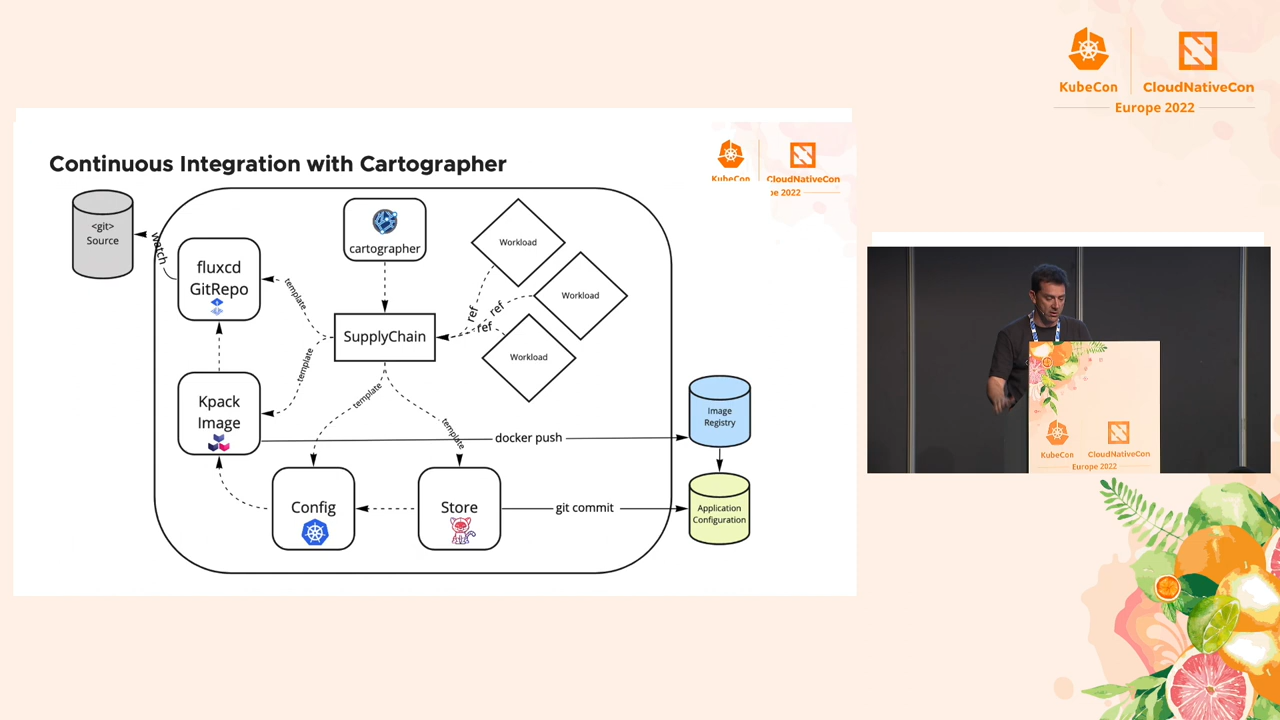 KubeCon
CloudNativeCon
Europe 2022
Continuous Integration with Cartographer
KubeCon
CloudNativeCon
pe 2022
<git>
Source
watch
fluxcd
GitRepo
template
cartographer
Workload
Workload
Workload
ref
ref
ref
SupplyChain
template
template
template
Kpack
Image
docker push
Image
Registry
Config
Store
git commit
Application
Configuration
KubeCon
CloudNativeCon
Europe 2022